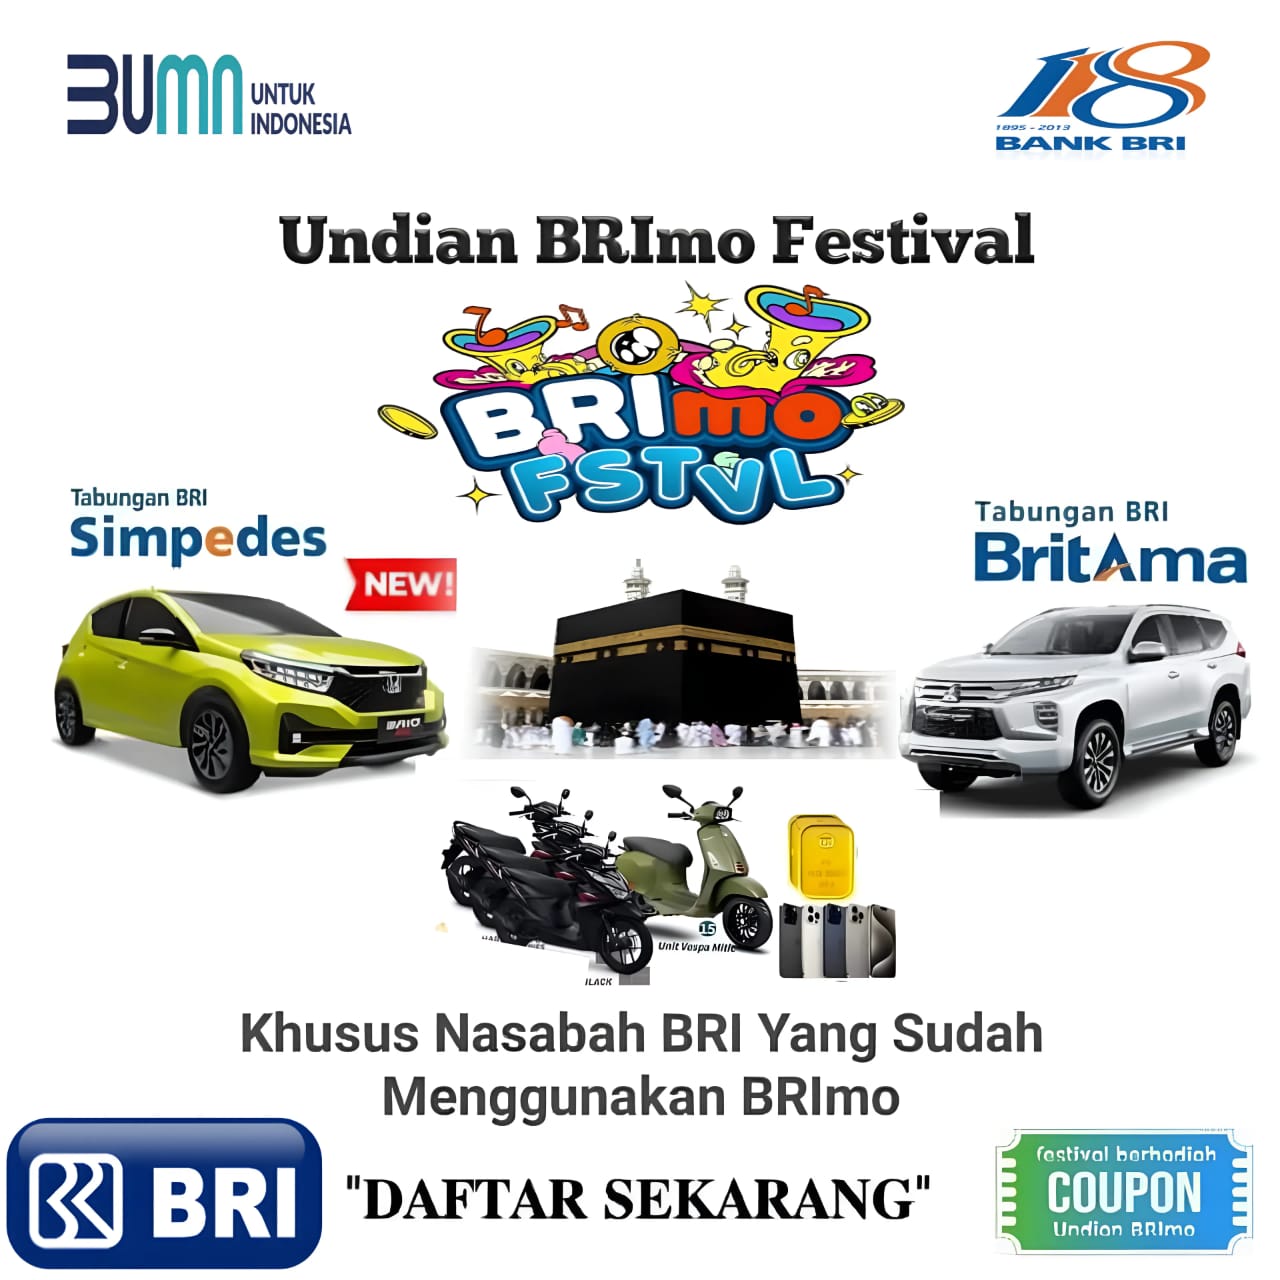 BUMN
UNTUK
INDONESIA
118
1895 - 2013
BANK BRI
Undian BRImo Festival
BRImo
FSTVL
Tabungan BRI
Simpedes
NEW!
Tabungan BRI
BritAma
15
Unit Vespa
Khusus Nasabah BRI Yang Sudah
Menggunakan BRImo
BRI
"DAFTAR SEKARANG"
festival berhadiah
COUPON
Undian BRImo